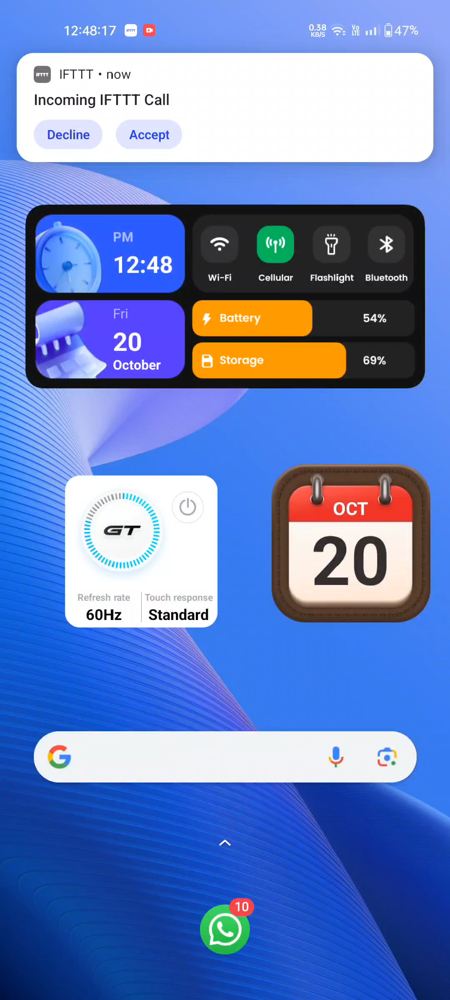 12:48:17 IFTTT 0.38 KB/S Vo LTE 47%
IFTTT IFTTT • now
Incoming IFTTT Call
Decline Accept
PM
12:48
Wi-Fi Cellular Flashlight Bluetooth
Fri
20
October
Battery 54%
Storage 69%
GT
Refresh rate Touch response
60Hz Standard
OCT
20
10